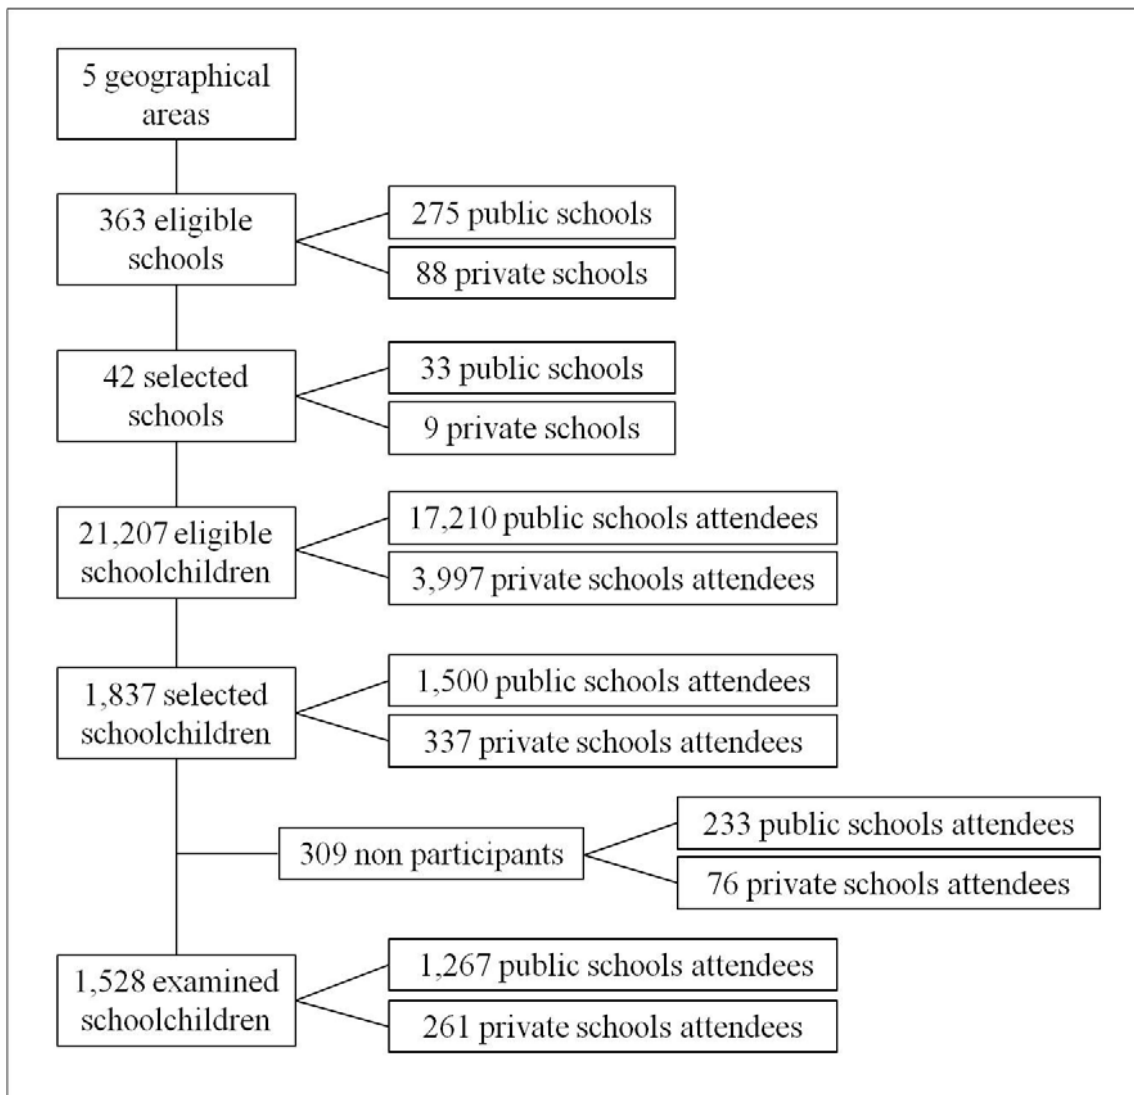 5 geographical
areas
363 eligible
schools
275 public schools
88 private schools
42 selected
schools
33 public schools
9 private schools
21,207 eligible
schoolchildren
17,210 public schools attendees
3,997 private schools attendees
1,837 selected
schoolchildren
1,500 public schools attendees
337 private schools attendees
309 non participants
233 public schools attendees
76 private schools attendees
1,528 examined
schoolchildren
1,267 public schools attendees
261 private schools attendees